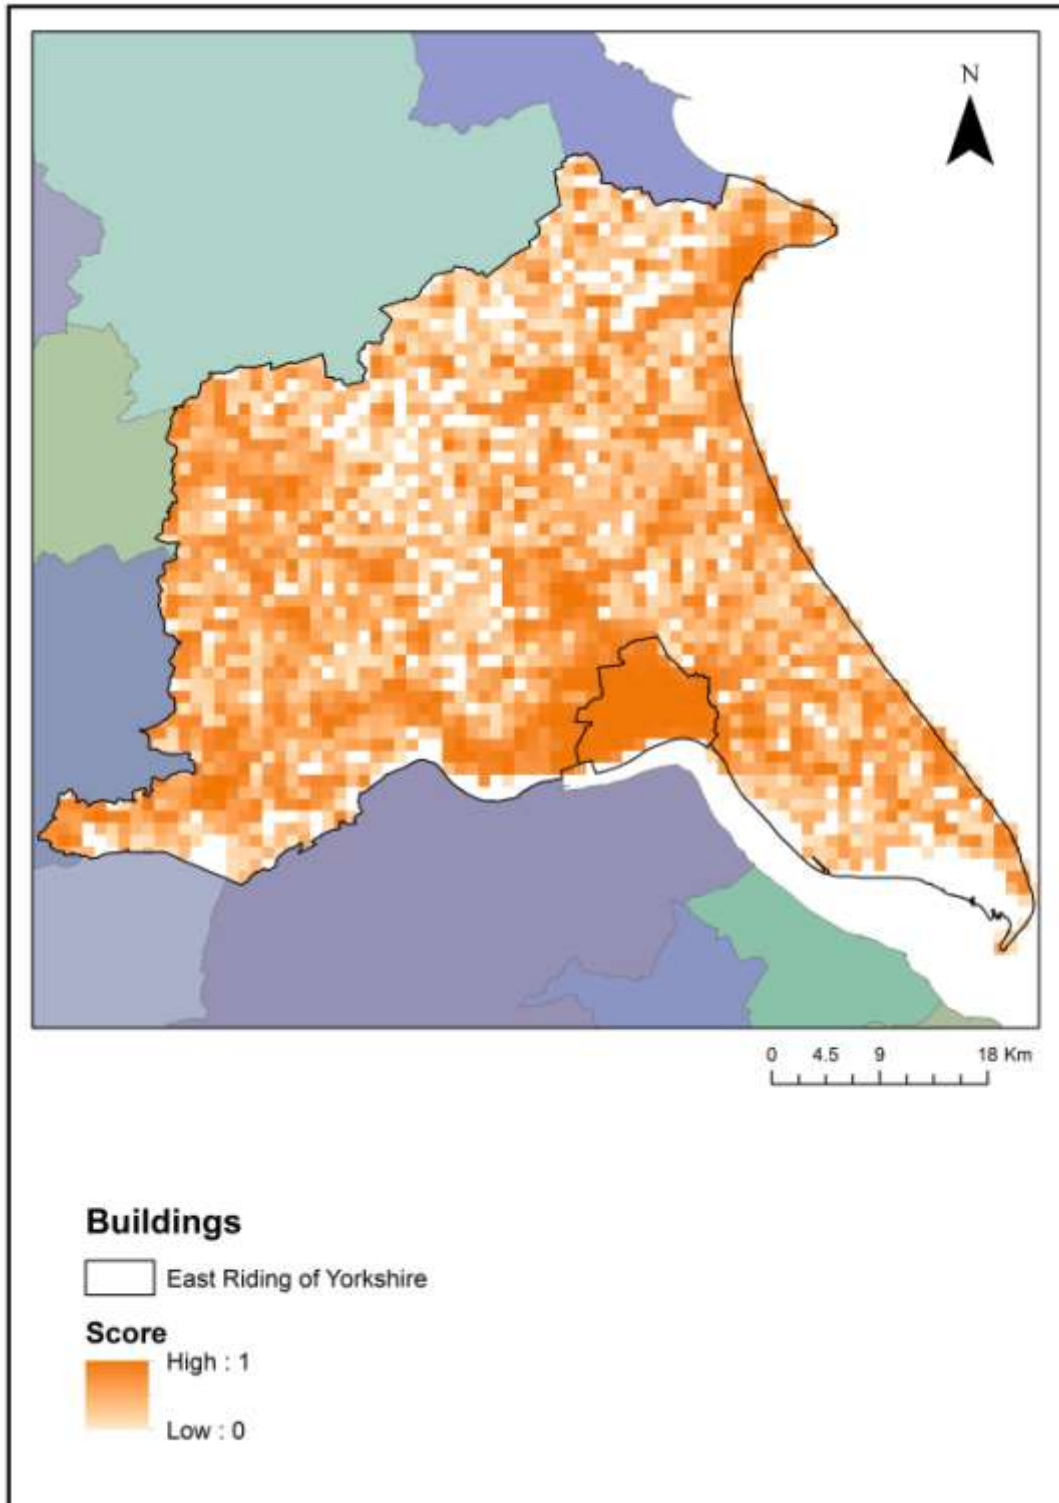 N
0 4.5 9 18 Km
Buildings
East Riding of Yorkshire
Score
High : 1
Low : 0